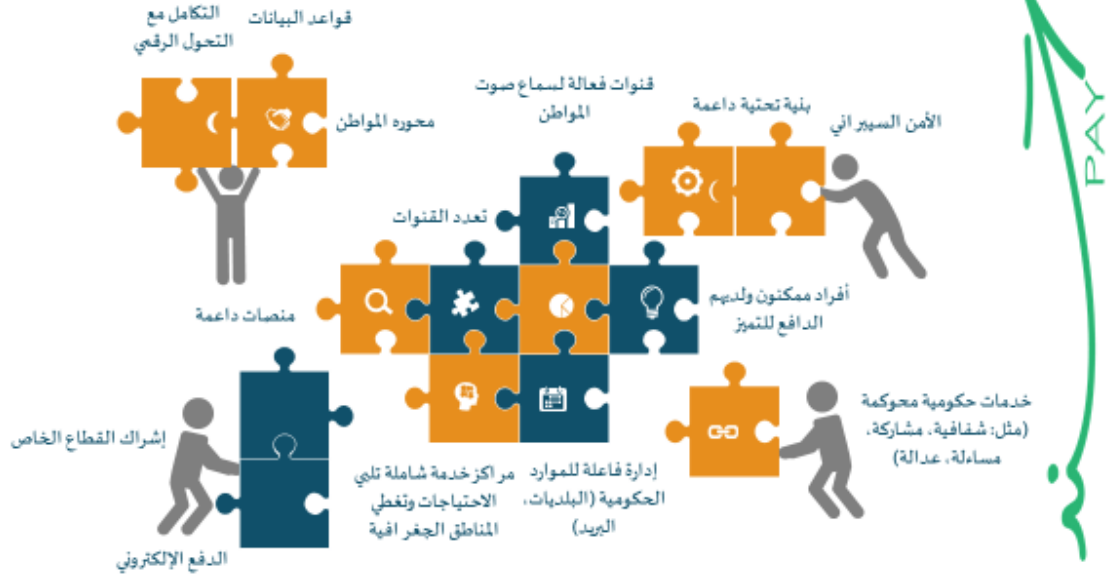 التكامل مع
التحول الرقمي
قواعد البيانات
محوره المواطن
قنوات فعالة لسماع صوت
المواطن
بنية تحتية داعمة
الأمن السيبراني
PAY
تعدد القنوات
منصات داعمة
أفراد ممكنون ولديهم
الدافع للتميز
خدمات حكومية محوكمة
(مثل: شفافية، مشاركة،
مساءلة، عدالة)
إشراك القطاع الخاص
الدفع الإلكتروني
مراكز خدمة شاملة تلبي
الاحتياجات وتغطي
المناطق الجغرافية
إدارة فاعلة للموارد
الحكومية (البلديات،
البريد)